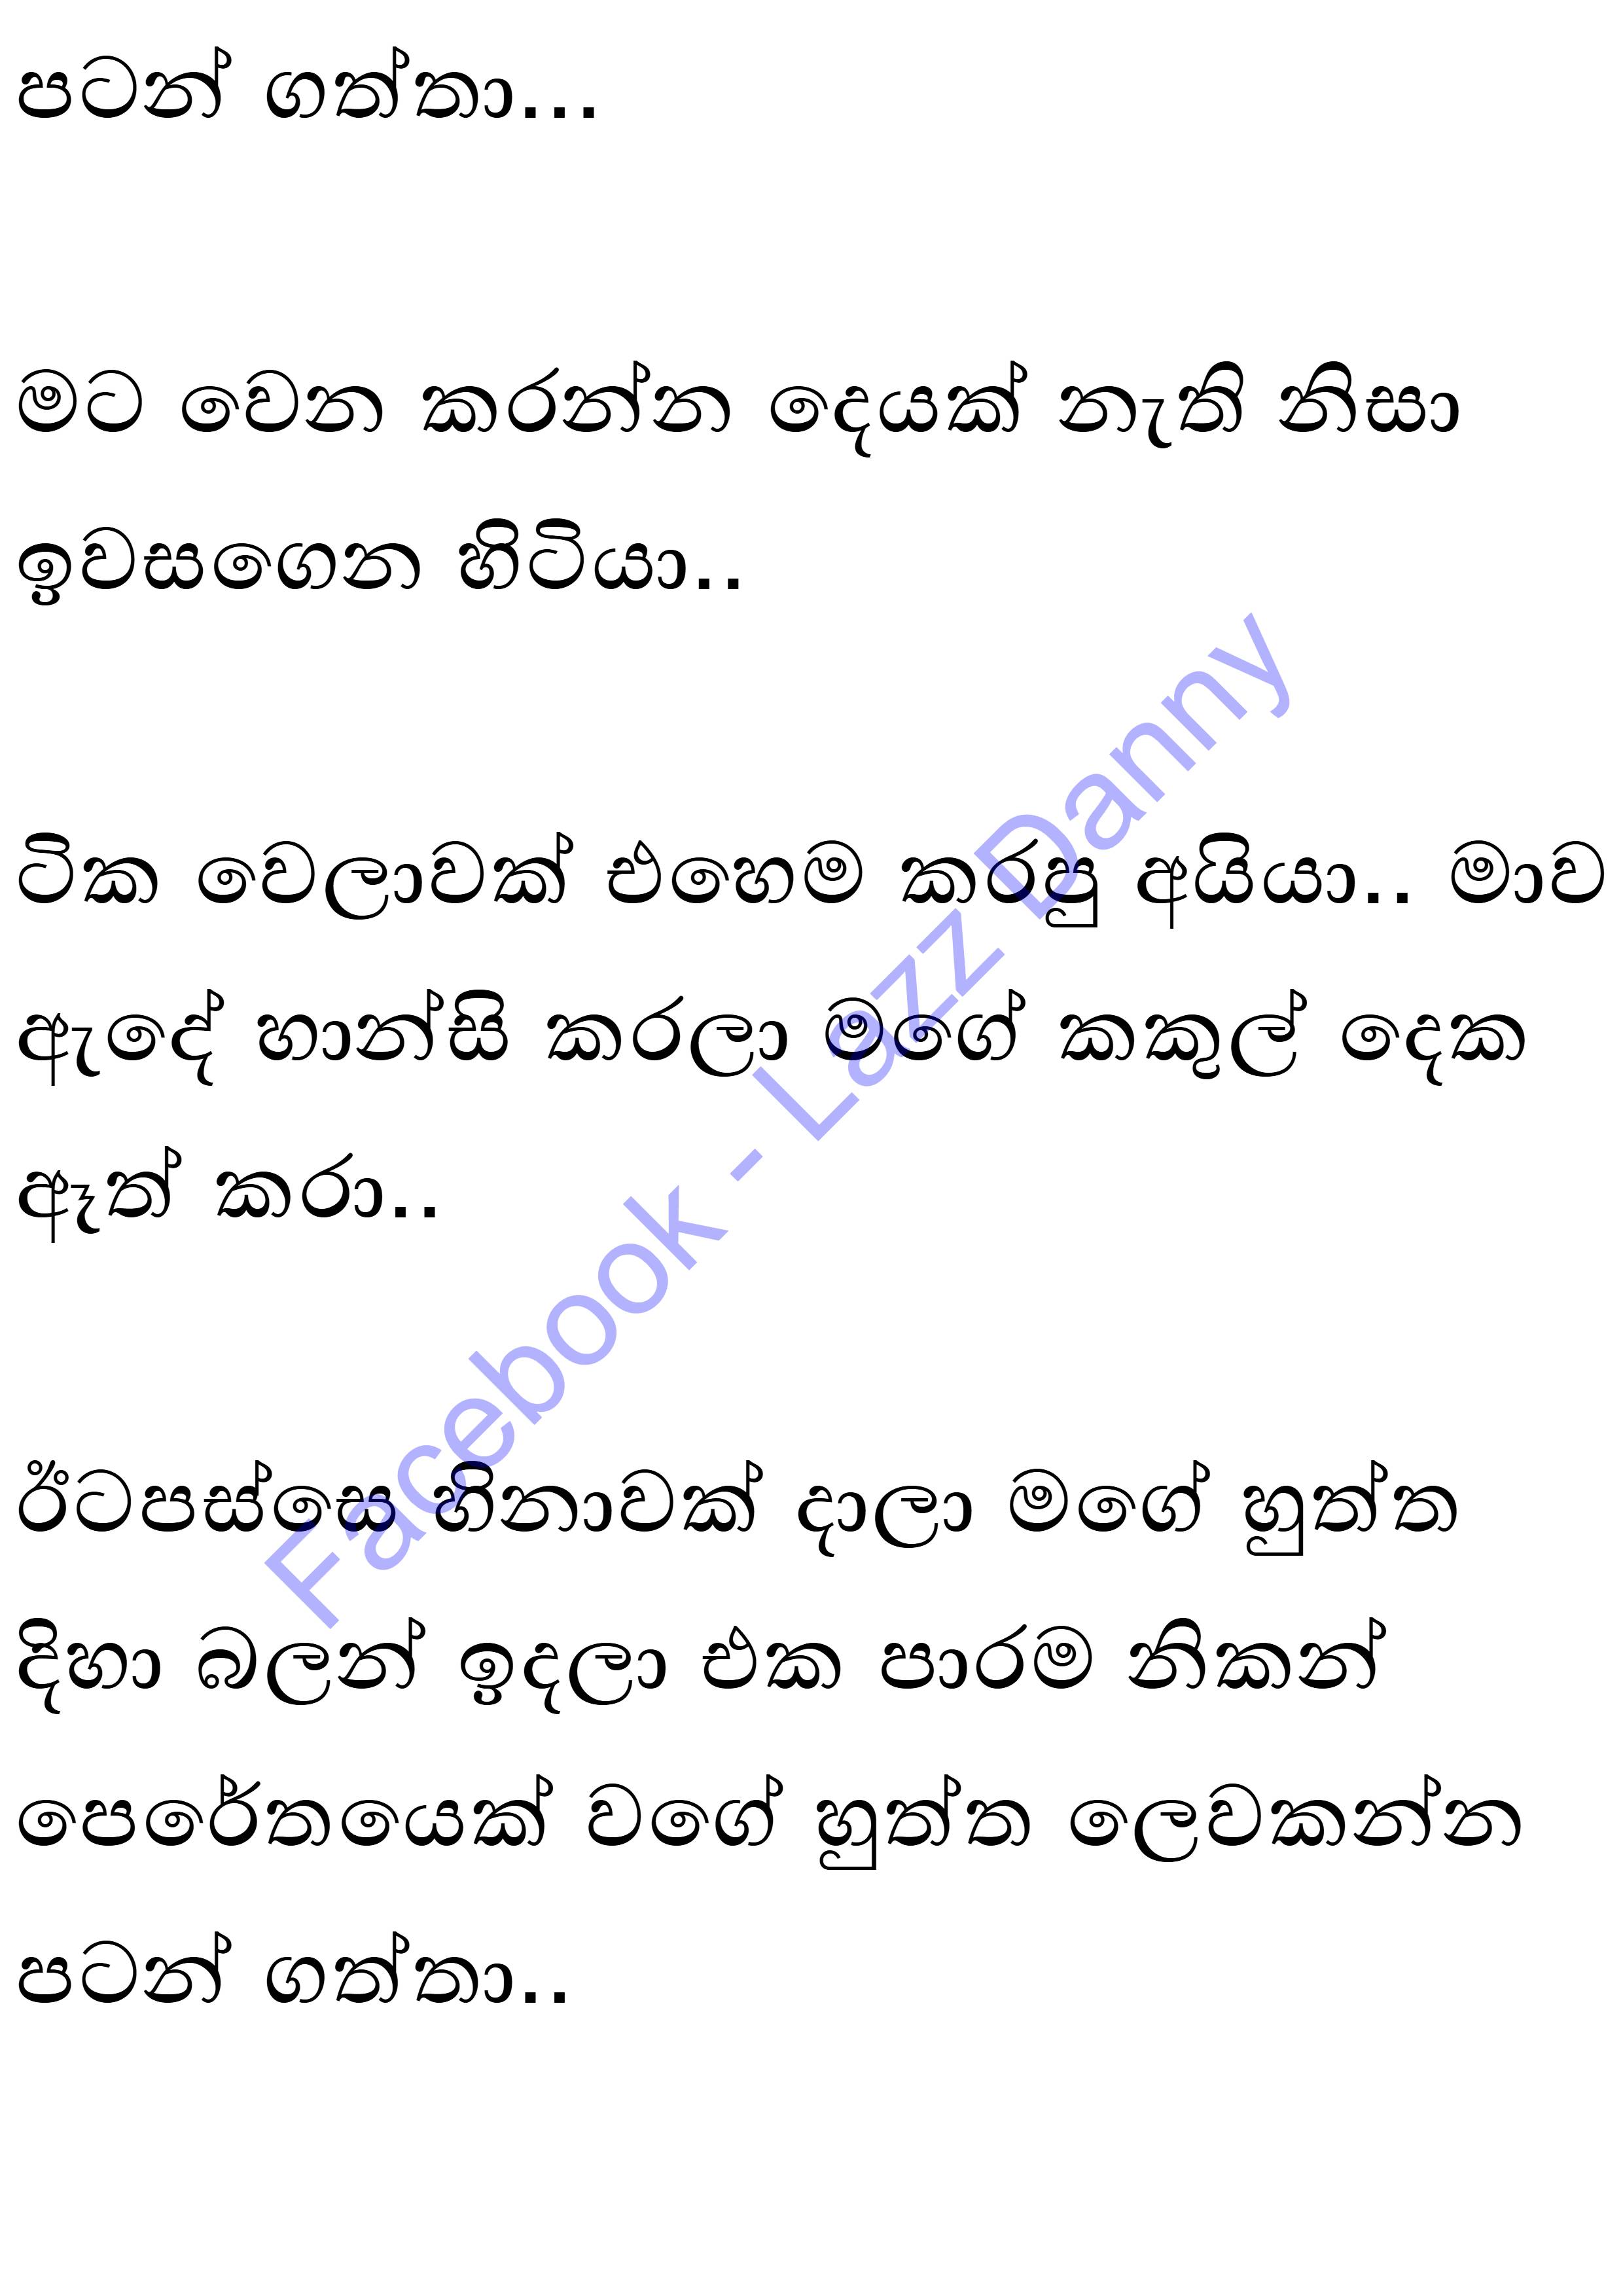 පටන් ගත්තා...
මට වෙන කරන්න දෙයක් නැති නිසා
ඉවසගෙන හිටියා..
ටික වෙලාවක් එහෙම කරපු අයියා.. මාව
ඇදේ හාන්සි කරලා මගේ කකුල් දෙක
ඈත් කරා..
ඊටපස්සෙ හිනාවක් දාලා මගේ හුත්ත
දිහා බලන් ඉදලා එක පාරම නිකන්
පෙරේතයෙක් වගේ හුත්ත ලෙවකන්න
පටන් ගත්තා..
Facebook - Lazz Danny